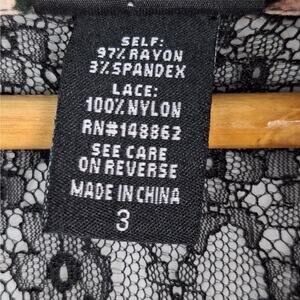 SELF:
97% RAYON
3% SPANDEX
LACE:
100% NYLON
RN#148862
SEE CARE
ON REVERSE
MADE IN CHINA
3